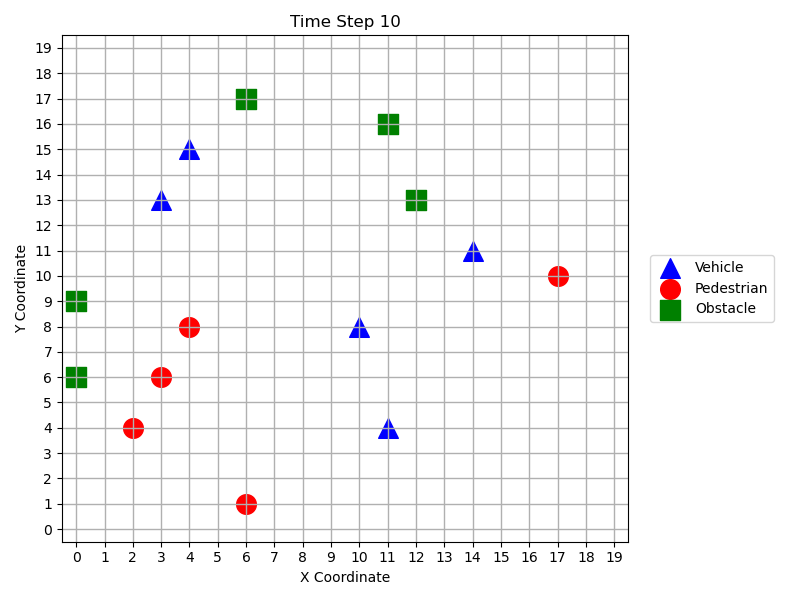 Time Step 10
19
18
17
16
15
14
13
12
11
10
9
8
7
6
5
4
3
2
1
0
Y Coordinate
0 1 2 3 4 5 6 7 8 9 10 11 12 13 14 15 16 17 18 19
X Coordinate
Vehicle
Pedestrian
Obstacle